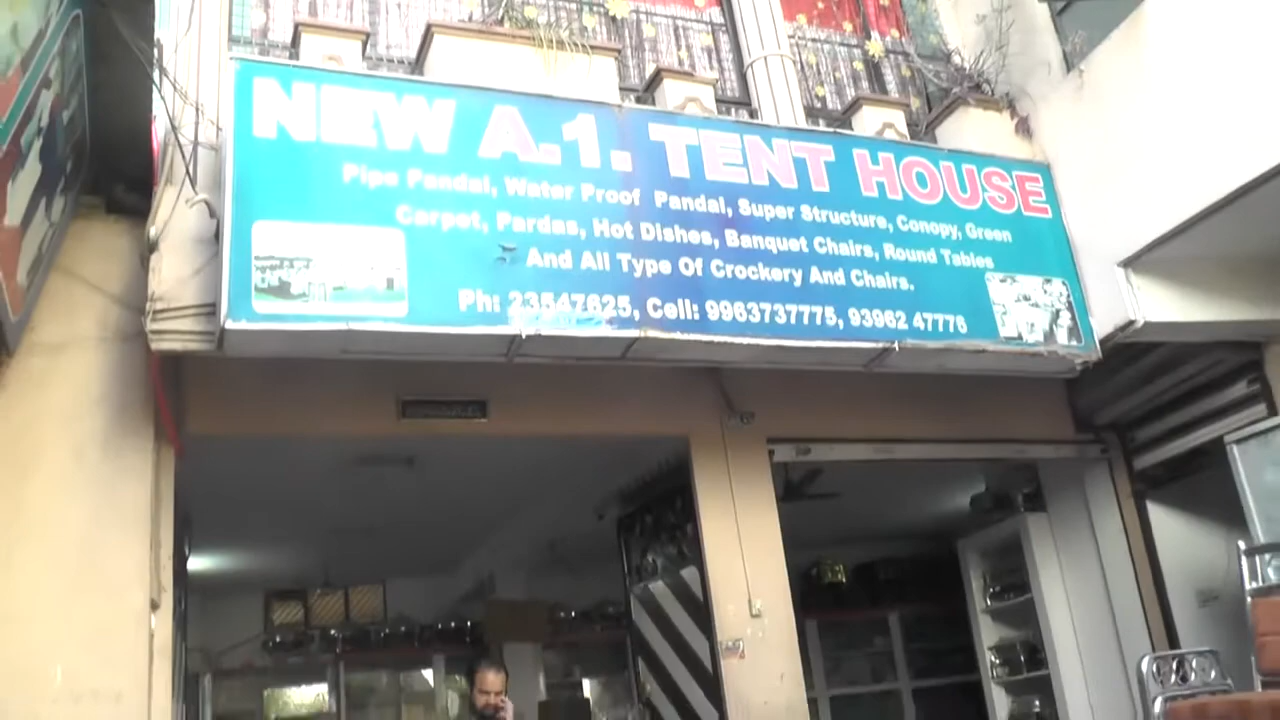 NEW A.1. TENT HOUSE
Pipe Pandal, Water Proof Pandal, Super Structure, Conopy, Green
Carpet, Pardas, Hot Dishes, Banquet Chairs, Round Tables
And All Type Of Crockery And Chairs.
Ph: 23547625, Cell: 9963737775, 93962 47776